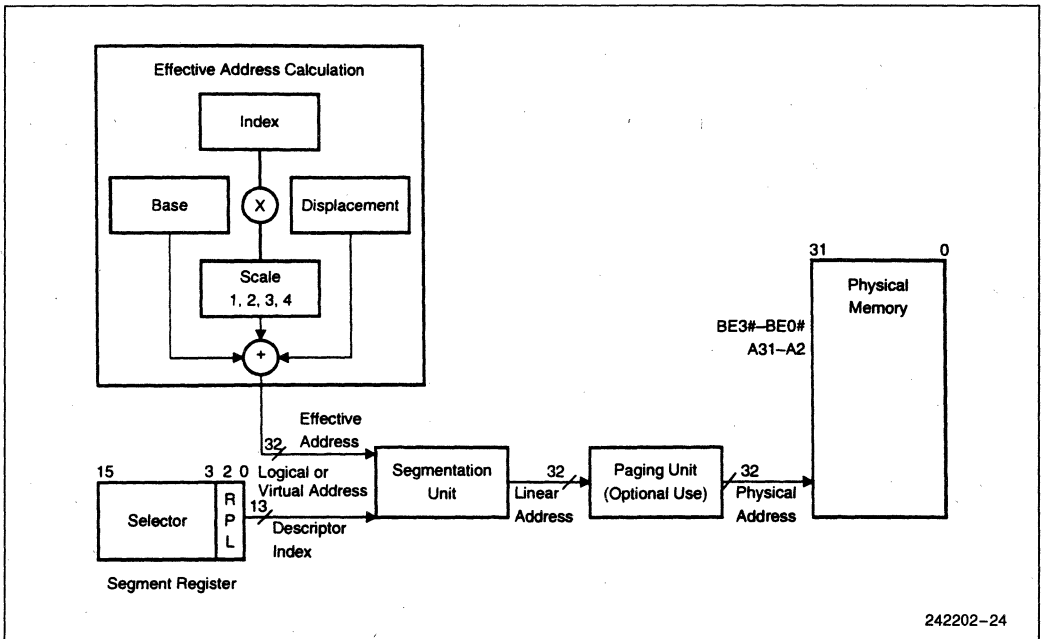 Effective Address Calculation
Index
Base
X
Displacement
Scale
1, 2, 3, 4
+
31 0
Physical
Memory
BE3#–BE0#
A31–A2
Effective
Address
32
Logical or
Virtual Address
15 3 2 0
Selector
R
P
L
13
Descriptor
Index
Segment Register
Segmentation
Unit
32
Linear
Address
Paging Unit
(Optional Use)
32
Physical
Address
242202–24